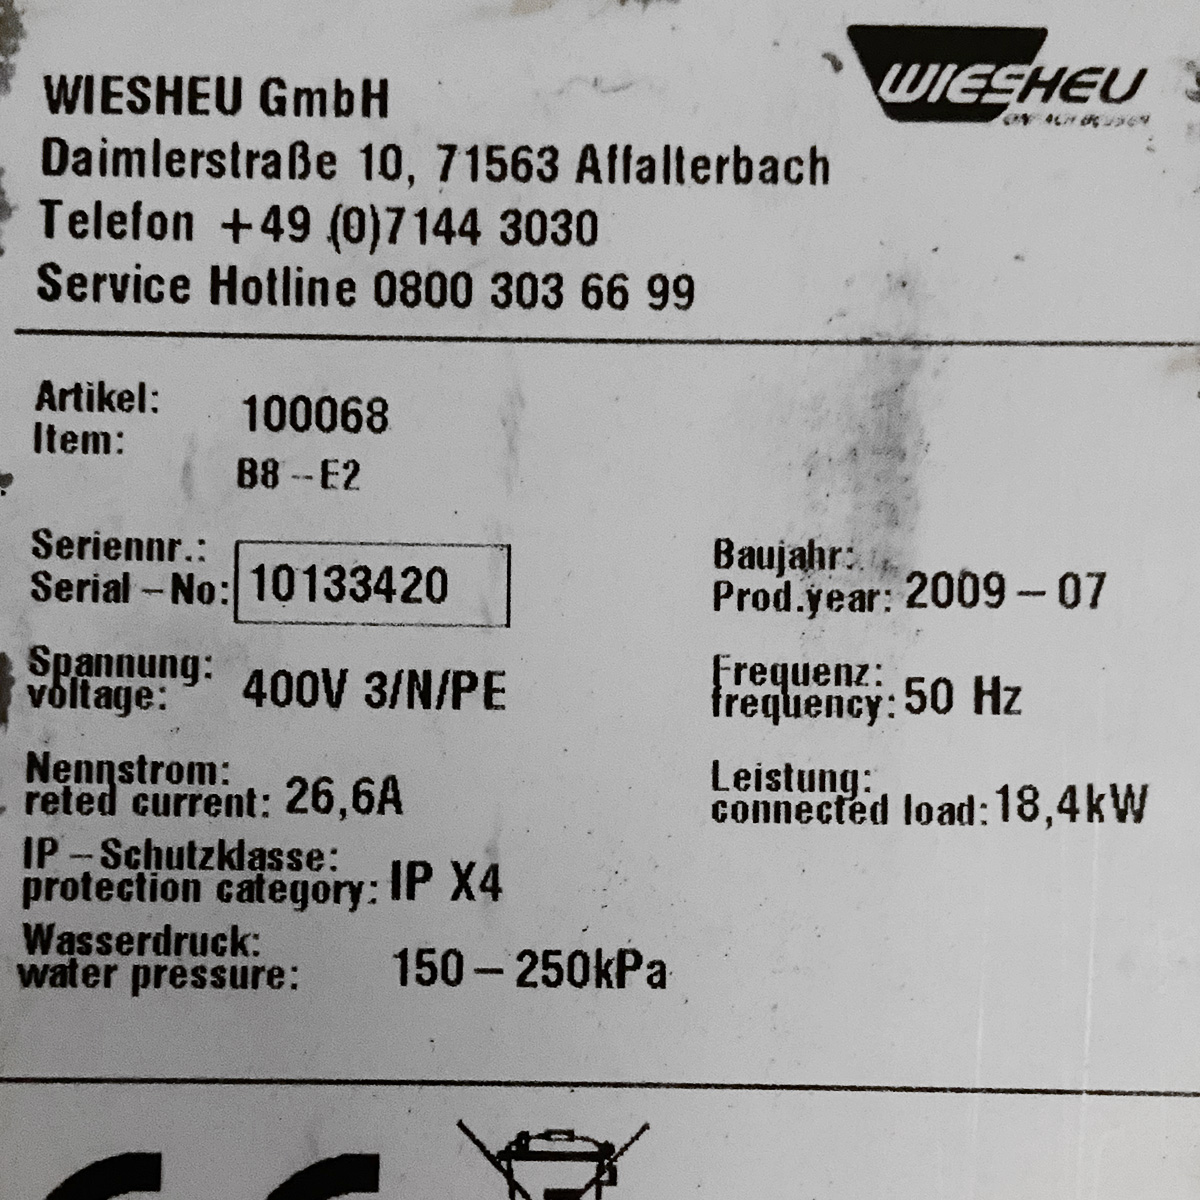 WIESHEU
WIESHEU GmbH
Daimlerstraße 10, 71563 Affalterbach
Telefon +49 (0)7144 3030
Service Hotline 0800 303 66 99
Artikel:
Item:
100068
B8 - E2
Seriennr.:
Serial - No: 10133420
Baujahr:
Prod.year: 2009 - 07
Spannung:
voltage: 400V 3/N/PE
Frequenz:
frequency: 50 Hz
Nennstrom:
reted current: 26,6A
Leistung:
connected load: 18,4kW
IP - Schutzklasse:
protection category: IP X4
Wasserdruck:
water pressure: 150 - 250kPa
CE